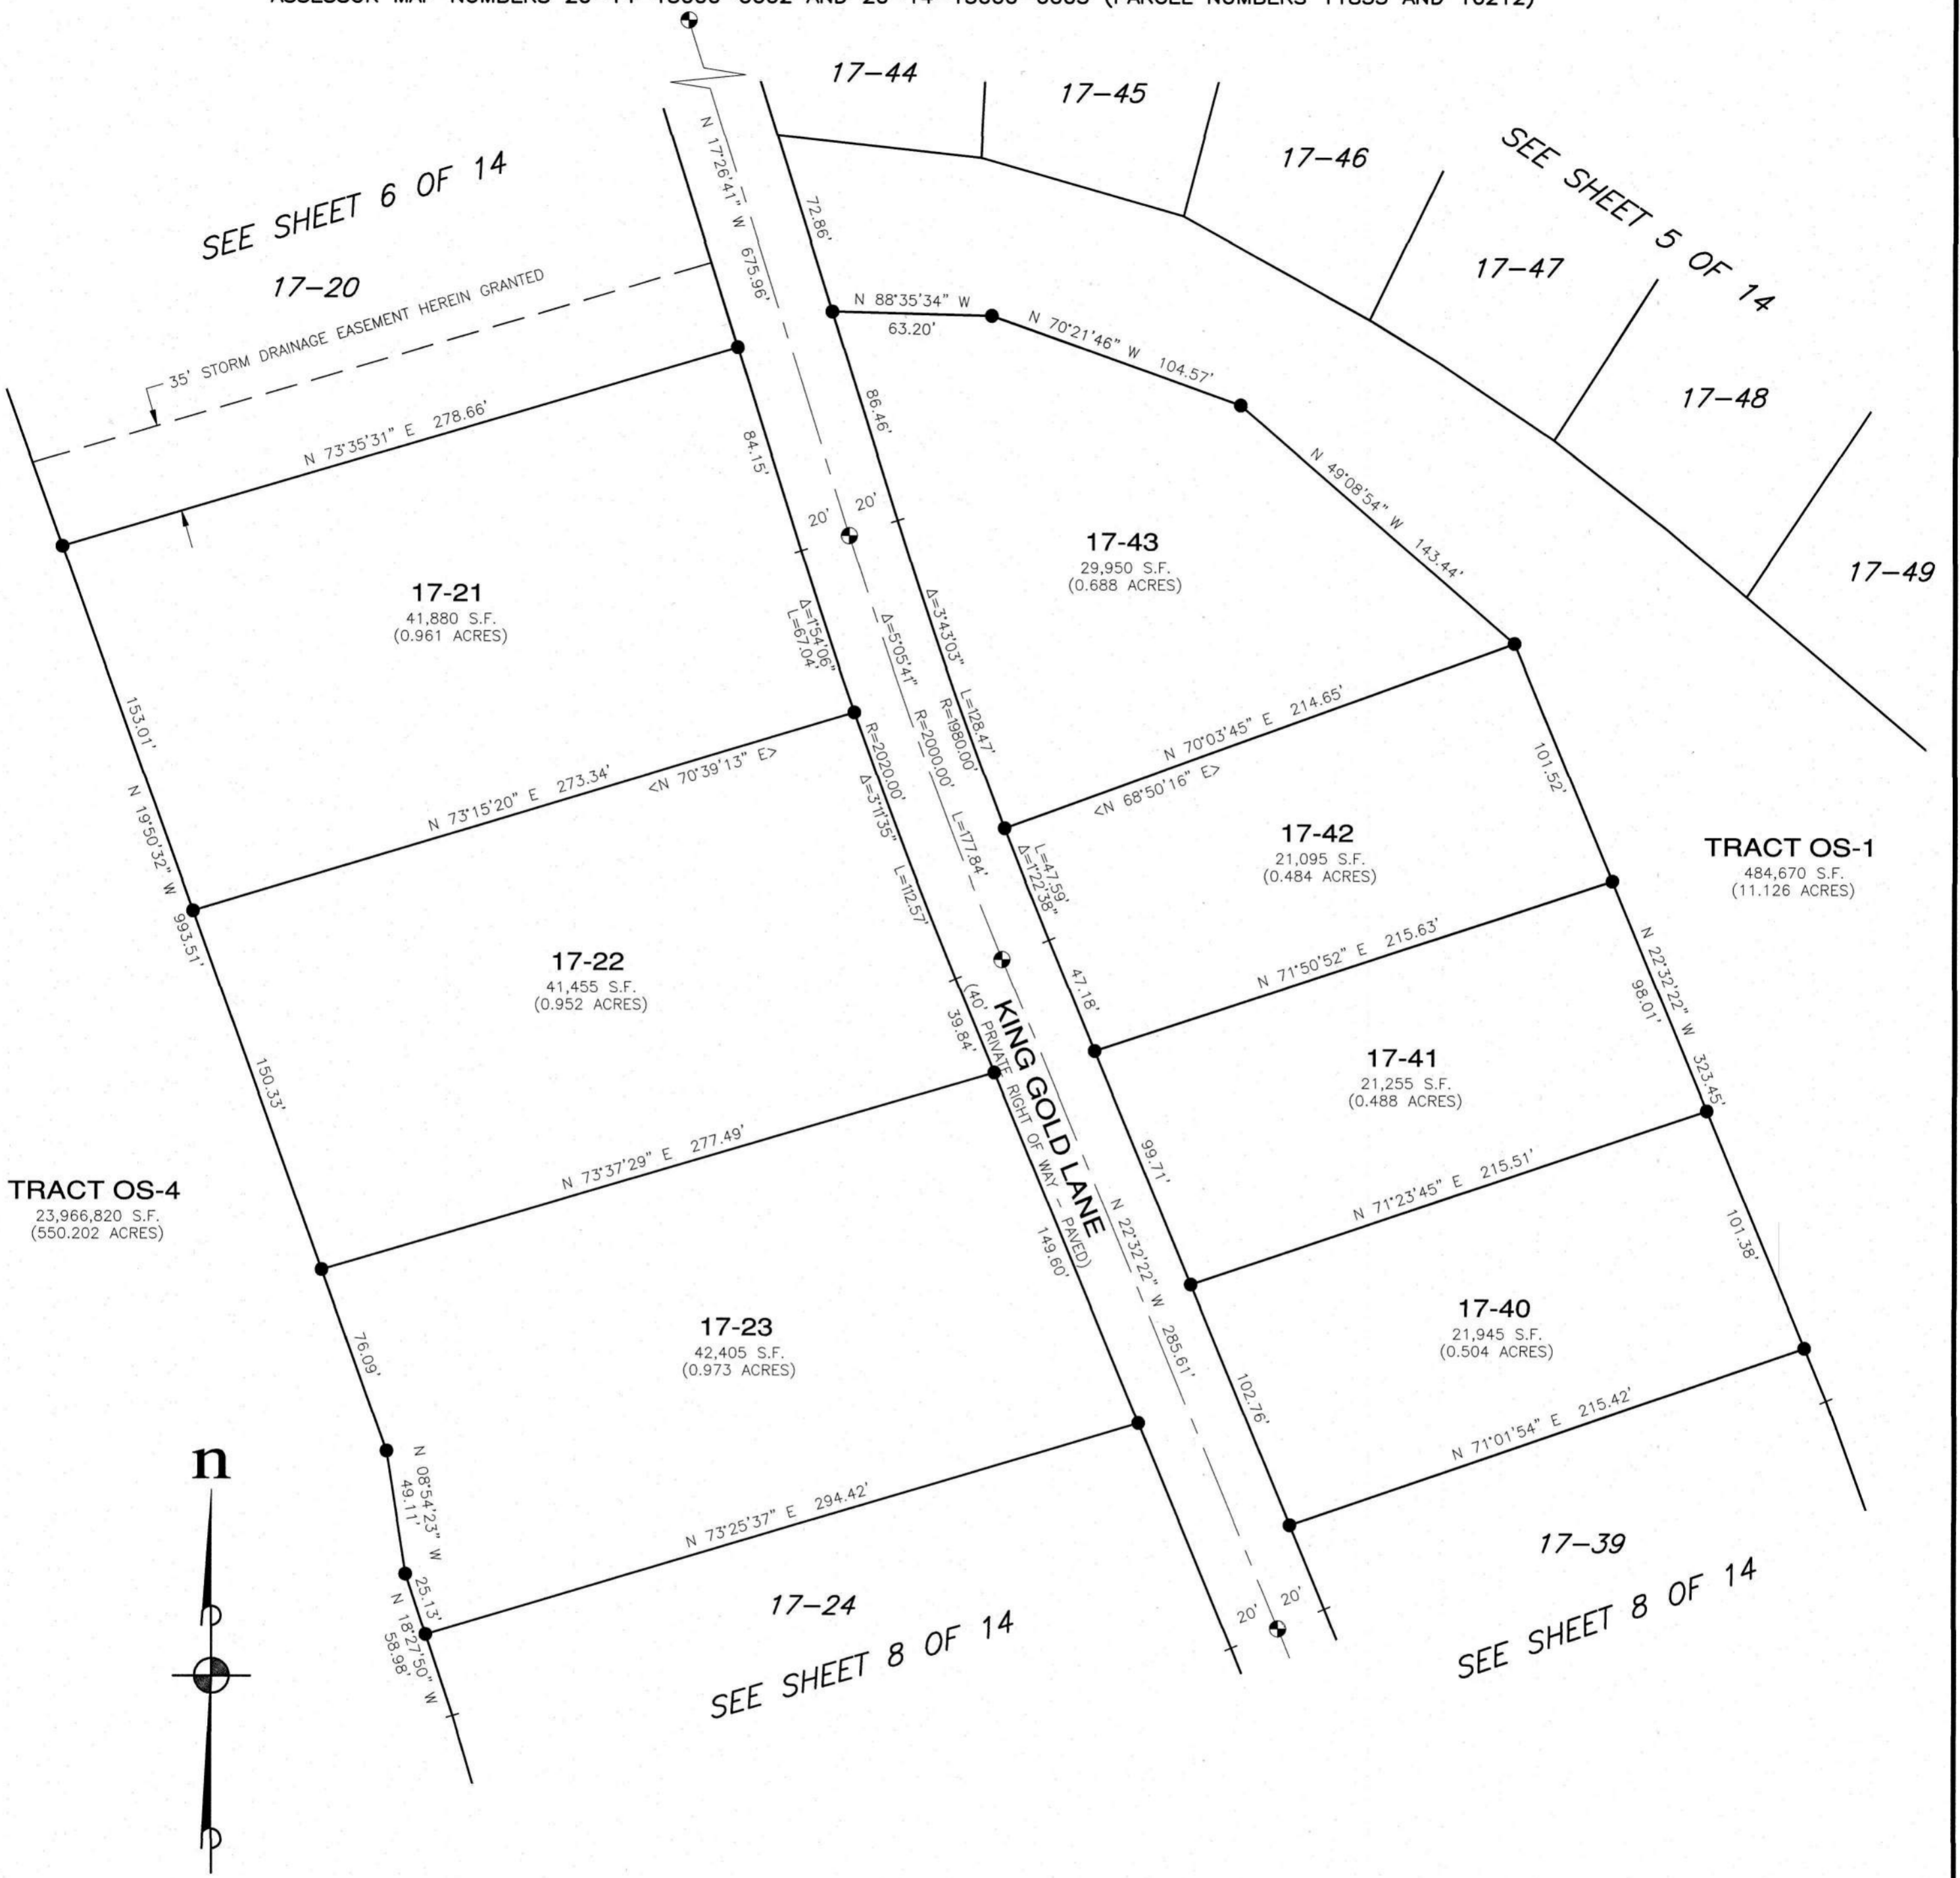 17-44
17-45
17-46
SEE SHEET 5 OF 14
17-47
17-48
17-49
SEE SHEET 6 OF 14
17-20
35' STORM DRAINAGE EASEMENT HEREIN GRANTED
N 17°26'41" W 675.96'
72.86'
N 88°35'34" W
63.20'
N 70°21'46" W 104.57'
N 49°08'54" W 143.44'
86.46'
N 73°35'31" E 278.66'
84.15'
20' 20'
17-43
29,950 S.F.
(0.688 ACRES)
17-21
41,880 S.F.
(0.961 ACRES)
Δ=1°54'06"
L=67.04'
Δ=5°05'41" R=2000.00' L=177.84'
Δ=3°43'03" L=128.47'
R=1980.00'
153.01'
N 19°50'32" W 993.51'
N 73°15'20" E 273.34'
<N 70°39'13" E>
R=2020.00'
Δ=3°11'35" L=112.57'
N 70°03'45" E 214.65'
<N 68°50'16" E>
101.52'
17-42
21,095 S.F.
(0.484 ACRES)
L=47.59'
Δ=1°22'38"
TRACT OS-1
484,670 S.F.
(11.126 ACRES)
17-22
41,455 S.F.
(0.952 ACRES)
N 71°50'52" E 215.63'
47.18'
N 22°32'22" W 323.45'
98.01'
39.84'
KING GOLD LANE
(40' PRIVATE RIGHT OF WAY - PAVED)
17-41
21,255 S.F.
(0.488 ACRES)
150.33'
N 73°37'29" E 277.49'
99.71'
N 71°23'45" E 215.51'
TRACT OS-4
23,966,820 S.F.
(550.202 ACRES)
149.60'
N 22°32'22" W 285.61'
101.38'
17-23
42,405 S.F.
(0.973 ACRES)
17-40
21,945 S.F.
(0.504 ACRES)
76.09'
102.76'
N 71°01'54" E 215.42'
n
N 08°54'23" W
49.11'
N 73°25'37" E 294.42'
25.13'
N 18°27'50" W
58.98'
17-24
SEE SHEET 8 OF 14
20' 20'
17-39
SEE SHEET 8 OF 14